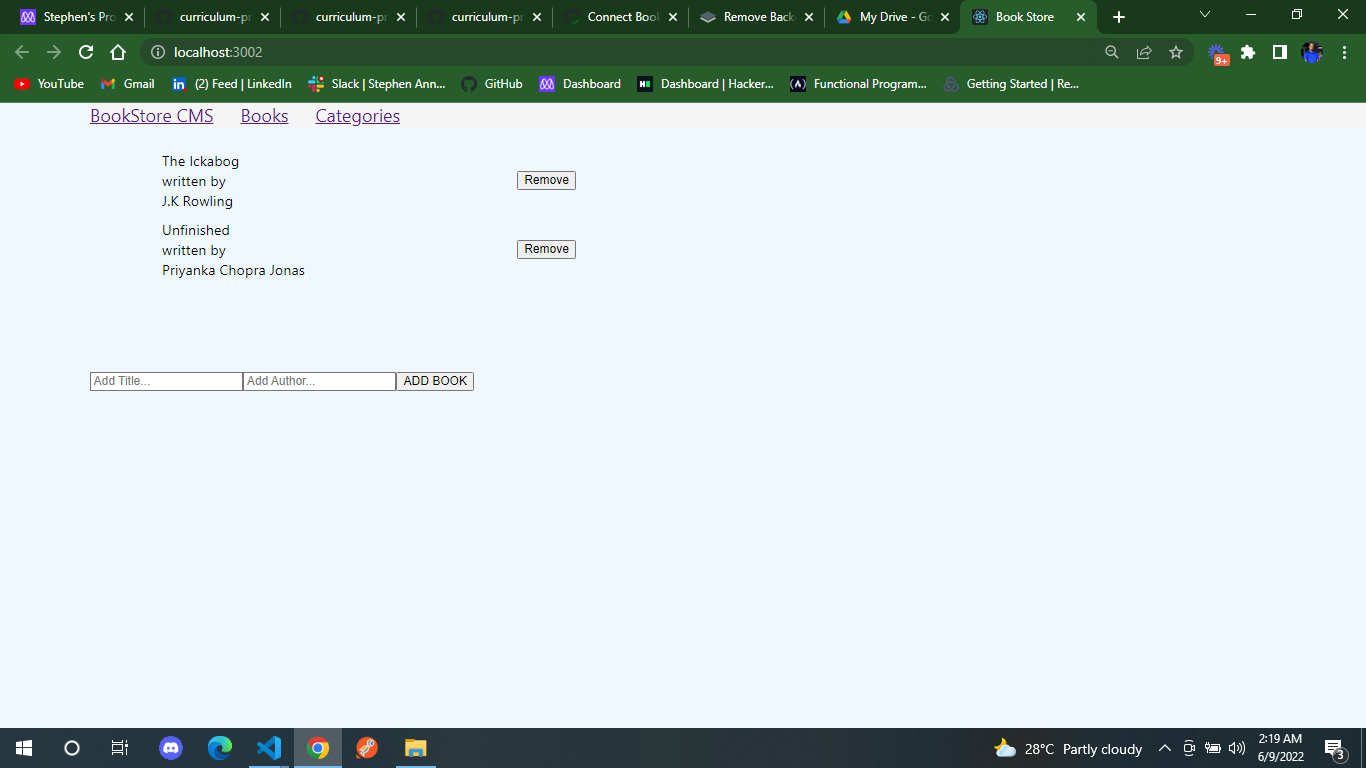 Stephen's Pro
curriculum-pr
curriculum-pr
curriculum-pr
Connect Book
Remove Back
My Drive - Go
Book Store
localhost:3002
9+
YouTube
Gmail
(2) Feed | LinkedIn
Slack | Stephen Ann...
GitHub
Dashboard
Dashboard | Hacker...
Functional Program...
Getting Started | Re...
BookStore CMS Books Categories
The Ickabog
written by
J.K Rowling
Remove
Unfinished
written by
Priyanka Chopra Jonas
Remove
Add Title... Add Author... ADD BOOK
28°C Partly cloudy
2:19 AM
6/9/2022
3